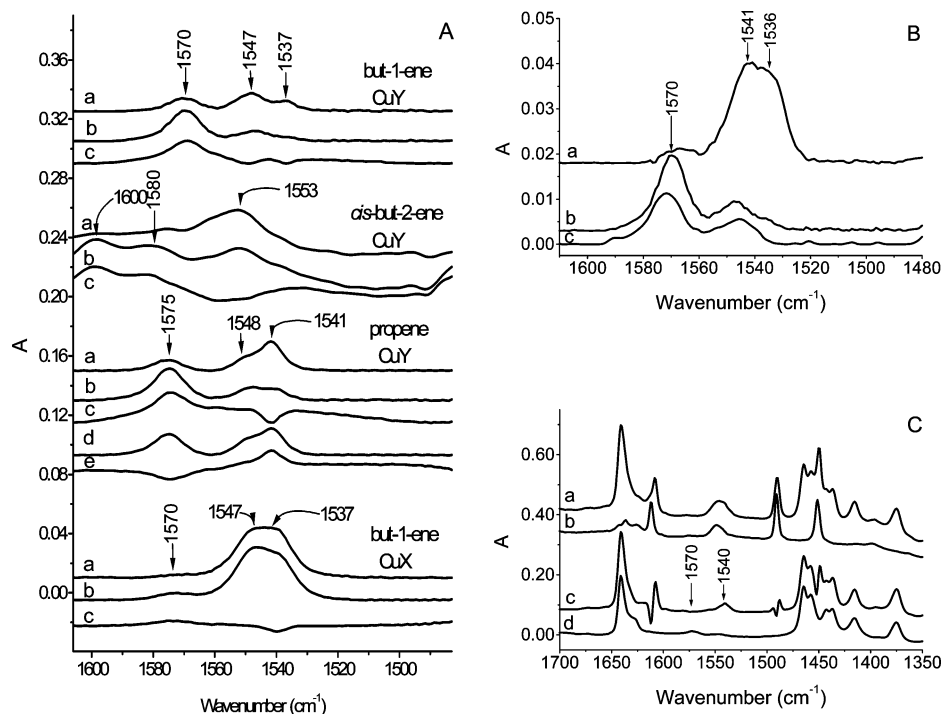 A
0.36
0.32
0.28
0.24
0.20
0.16
0.12
0.08
0.04
0.00
A
1570
1547
1537
but-1-ene
CuY
a
b
c
1600
1580
1553
cis-but-2-ene
CuY
a
b
c
1575
1548
1541
propene
CuY
a
b
c
d
e
1570
1547
1537
but-1-ene
CuX
a
b
c
1600 1580 1560 1540 1520 1500
Wavenumber (cm-1)
B
0.05
0.04
0.03
0.02
0.01
0.00
A
1541
1536
1570
a
b
c
1600 1580 1560 1540 1520 1500 1480
Wavenumber (cm-1)
C
0.60
0.40
0.20
0.00
A
a
b
c
d
1570
1540
1700 1650 1600 1550 1500 1450 1400 1350
Wavenumber (cm-1)